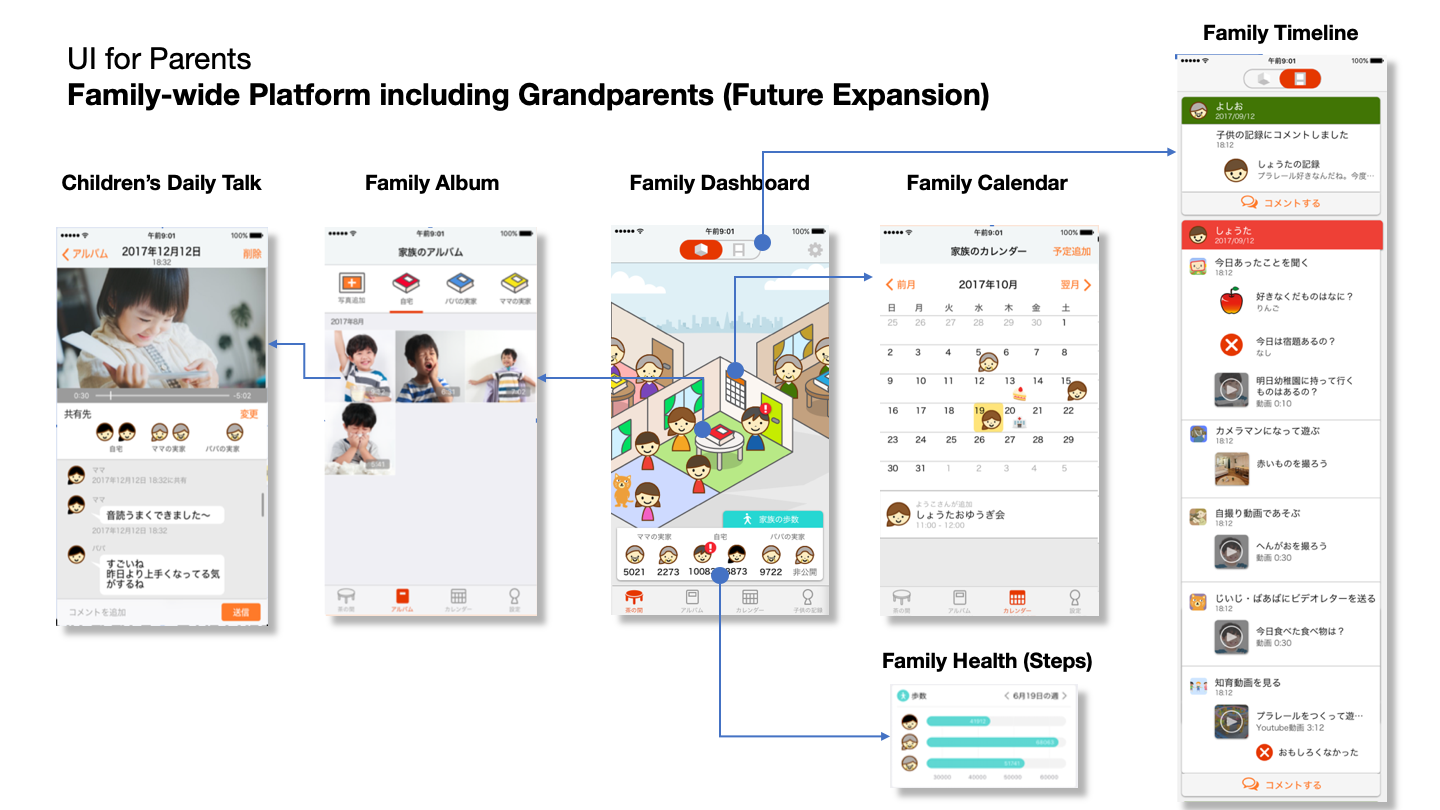 UI for Parents
Family-wide Platform including Grandparents (Future Expansion)
Children's Daily Talk
午前9:01
100%
アルバム
2017年12月12日
18:32
削除
0:30
-5:02
共有先
変更
自宅
ママの実家
パパの実家
ママ
2017年12月12日 18:32に共有
ママ
音読うまくできました〜
2017年12月12日 18:32
パパ
すごいね
昨日より上手くなってる気
がするね
コメントを追加
送信
Family Album
午前9:01
100%
家族のアルバム
写真追加
自宅
パパの実家
ママの実家
2017年8月
茶の間
アルバム
カレンダー
設定
Family Dashboard
午前9:01
100%
家族の歩数
ママの実家
自宅
パパの実家
5021
2273
10082
8873
9722
非公開
茶の間
アルバム
カレンダー
子供の記録
Family Calendar
午前9:01
100%
家族のカレンダー
予定追加
前月
2017年10月
翌月
日 月 火 水 木 金 土
25 26 27 28 29 30 1
2 3 4 5 6 7 8
9 10 11 12 13 14 15
16 17 18 19 20 21 22
23 24 25 26 27 28 29
30 31 1 2 3 4 5
ようこさんが追加
しょうたおゆうぎ会
11:00 - 12:00
茶の間
アルバム
カレンダー
設定
Family Health (Steps)
歩数
6月19日の週
30000 40000 50000 60000
Family Timeline
午前9:01
100%
よしお
2017/09/12
子供の記録にコメントしました
18:12
しょうたの記録
プラレール好きなんだね。今度…
コメントする
しょうた
2017/09/12
今日あったことを聞く
18:12
好きなくだものはなに？
りんご
今日は宿題あるの？
なし
明日幼稚園に持って行く
ものはあるの？
動画 0:10
カメラマンになって遊ぶ
18:12
赤いものを撮ろう
自撮り動画であそぶ
18:12
へんがおを撮ろう
動画 0:30
じいじ・ばあばにビデオレターを送る
18:12
今日食べた食べ物は？
動画 0:30
知育動画を見る
18:12
プラレールをつくって遊…
Youtube動画 3:12
おもしろくなかった
コメントする